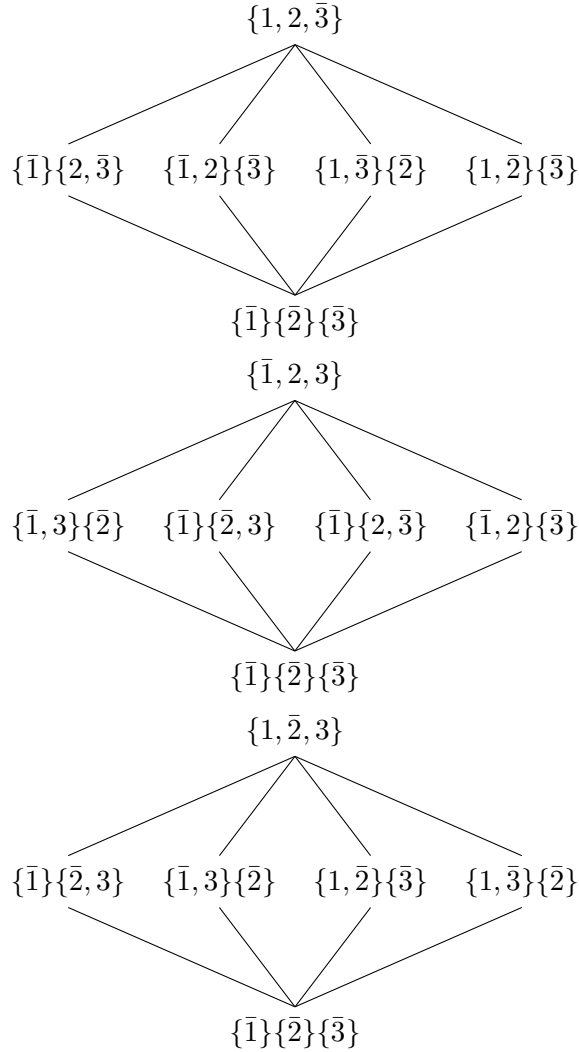 {1, 2, 3̄}
{1̄}{2, 3̄} {1̄, 2}{3̄} {1, 3̄}{2̄} {1, 2̄}{3̄}
{1̄}{2̄}{3̄}
{1̄, 2, 3}
{1̄, 3}{2̄} {1̄}{2̄, 3} {1̄}{2, 3̄} {1̄, 2}{3̄}
{1̄}{2̄}{3̄}
{1, 2̄, 3}
{1̄}{2̄, 3} {1̄, 3}{2̄} {1, 2̄}{3̄} {1, 3̄}{2̄}
{1̄}{2̄}{3̄}